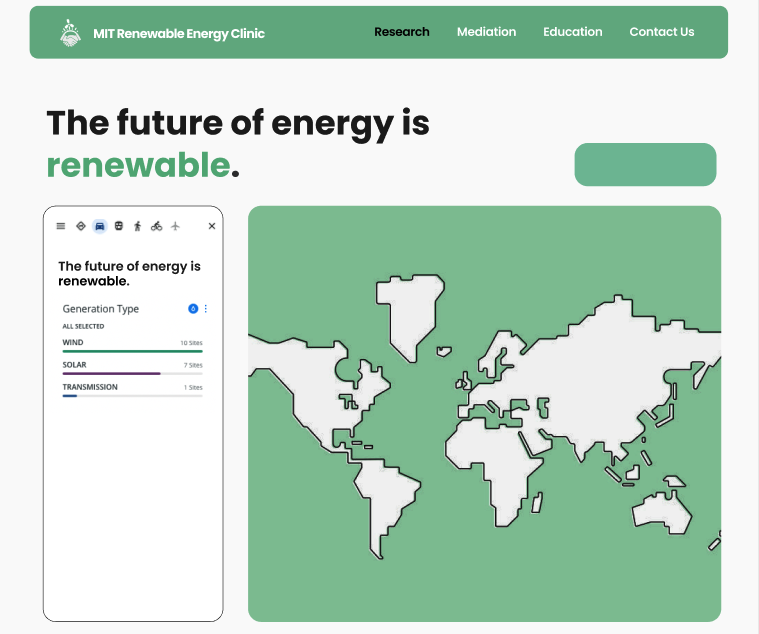 MIT Renewable Energy Clinic
Research
Mediation
Education
Contact Us
The future of energy is
renewable.
The future of energy is
renewable.
Generation Type
6
ALL SELECTED
WIND
10 Sites
SOLAR
7 Sites
TRANSMISSION
1 Sites